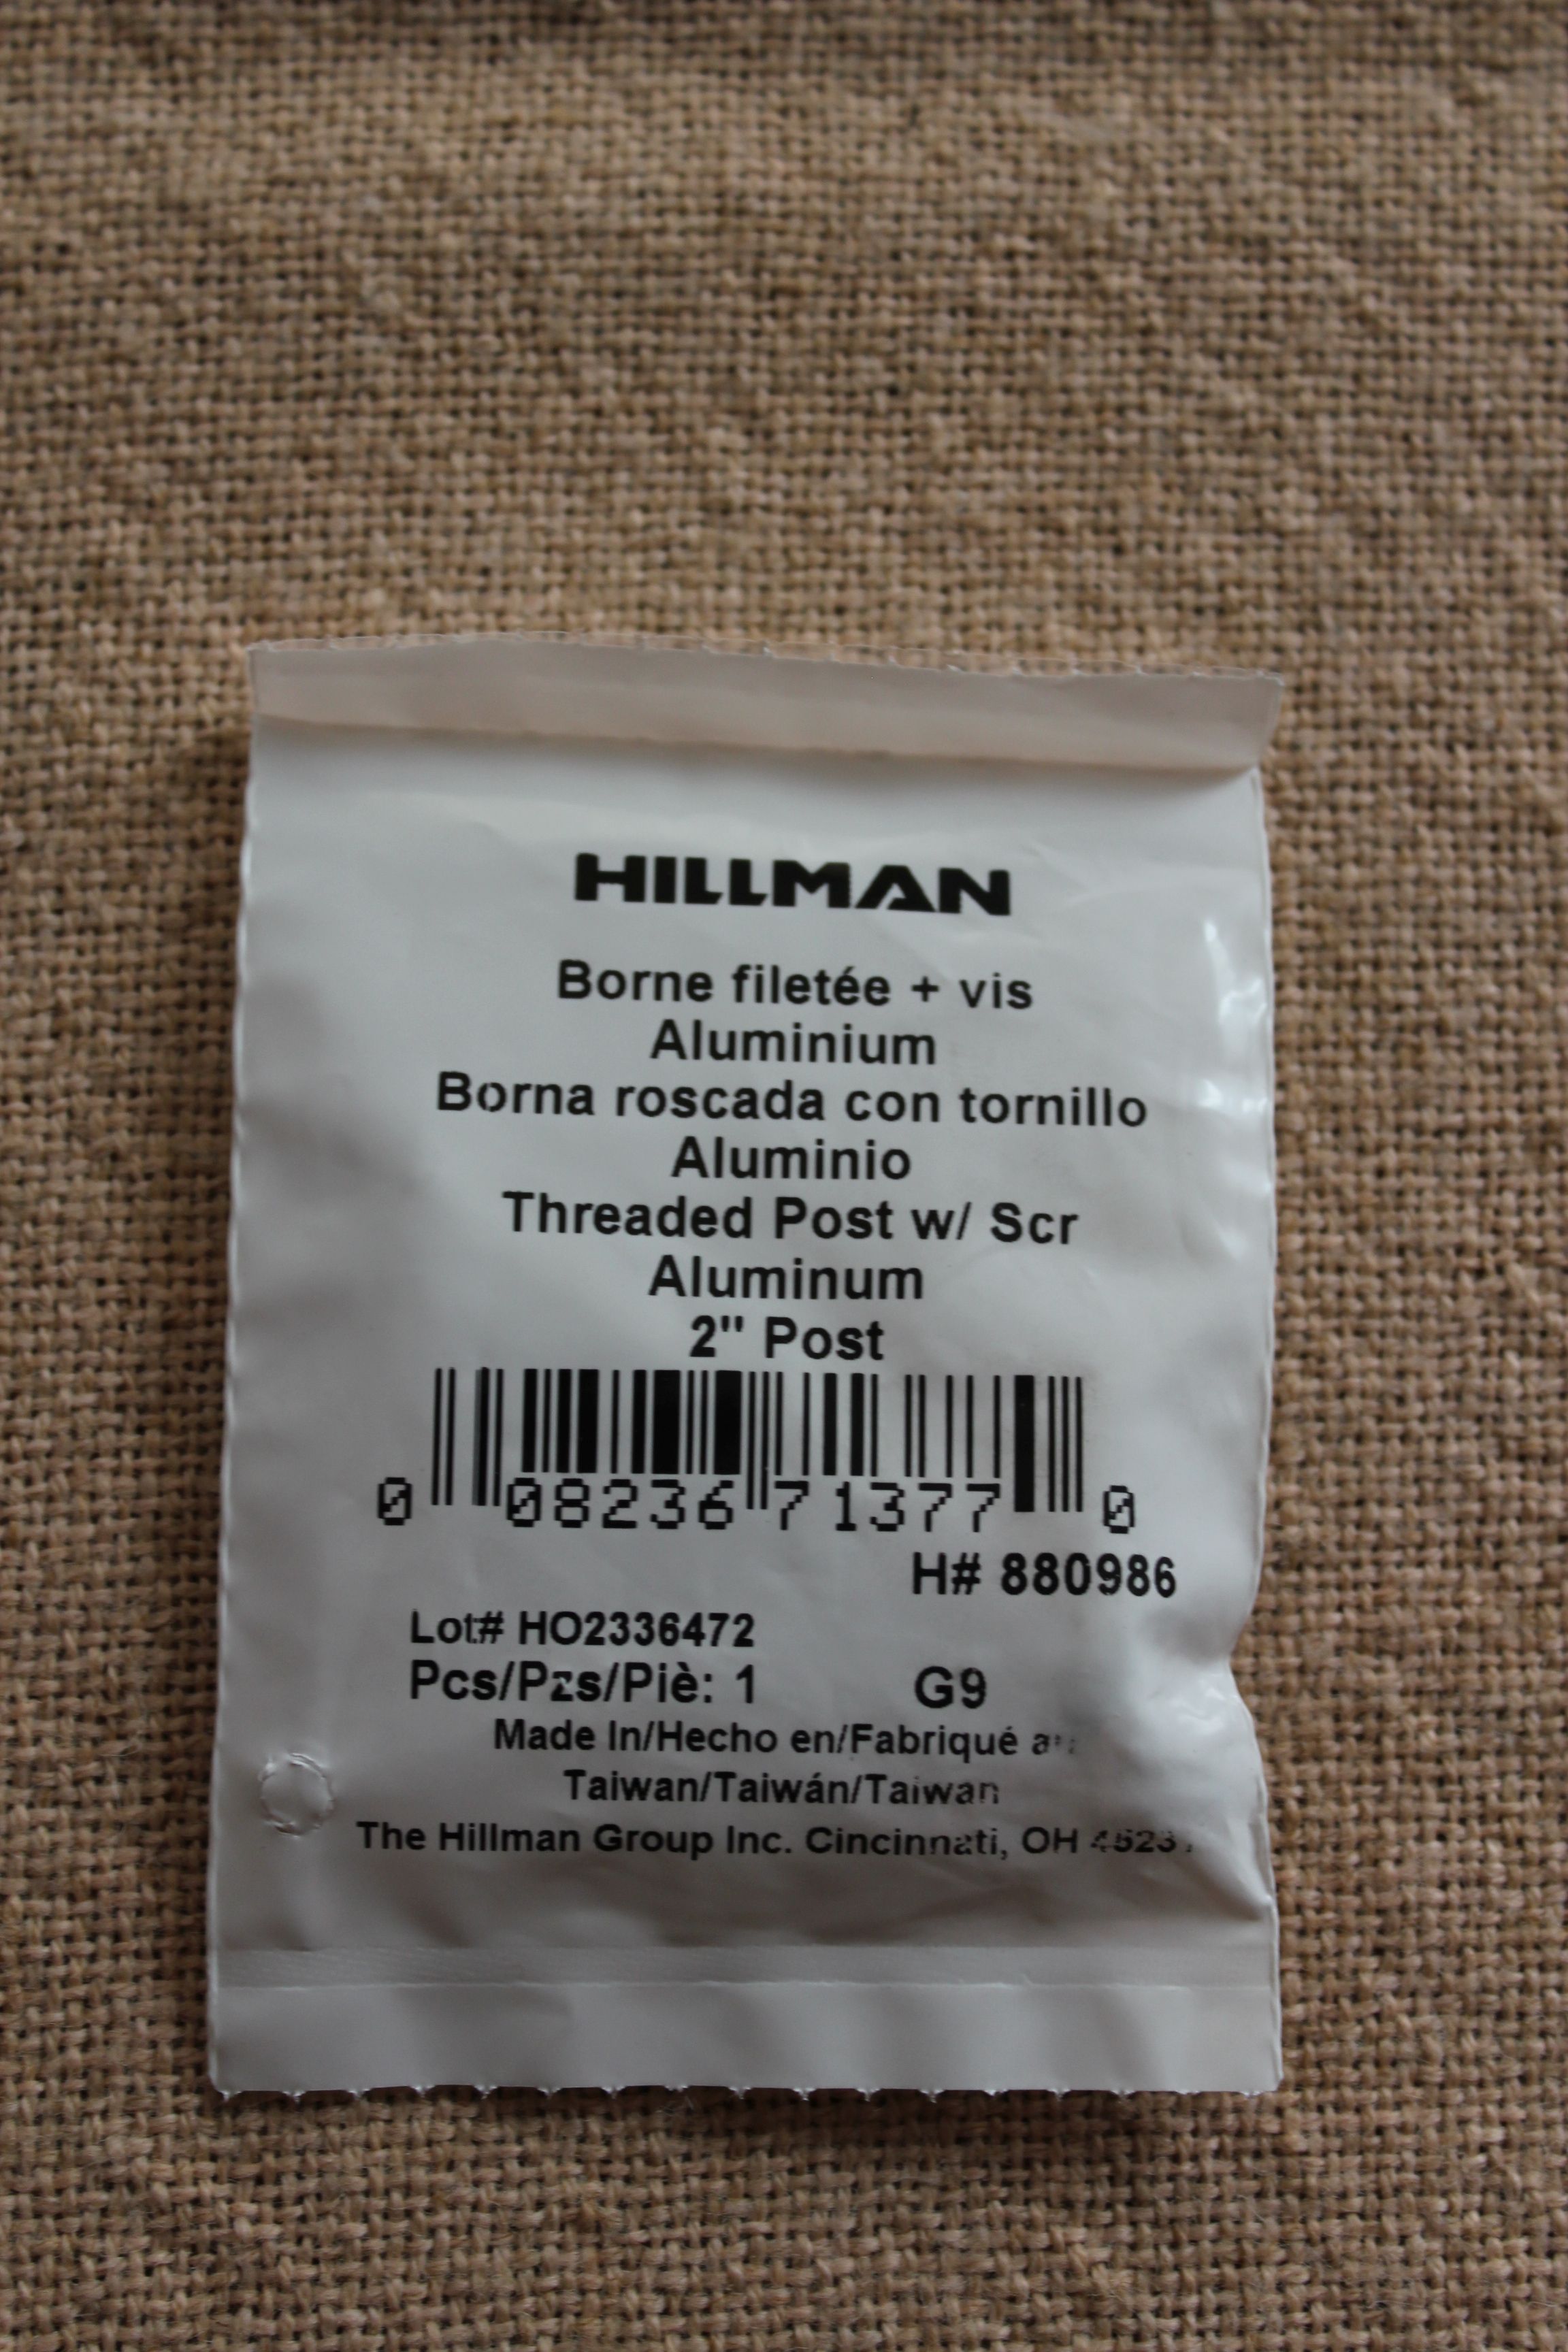 HILLMAN
Borne filetée + vis
Aluminium
Borna roscada con tornillo
Aluminio
Threaded Post w/ Scr
Aluminum
2" Post
0 08236 71377 0
H# 880986
Lot# HO2336472
Pcs/Pzs/Piè: 1 G9
Made In/Hecho en/Fabriqué
Taiwan/Taiwán/Taiwan
The Hillman Group Inc. Cincinnati, OH